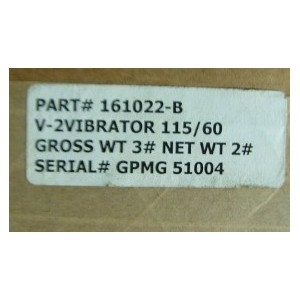 PART# 161022-B
V-2VIBRATOR 115/60
GROSS WT 3# NET WT 2#
SERIAL# GPMG 51004